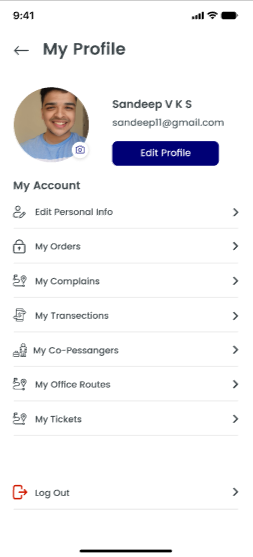 9:41
My Profile
Sandeep V K S
sandeep11@gmail.com
Edit Profile
My Account
Edit Personal Info
My Orders
My Complains
My Transections
My Co-Pessangers
My Office Routes
My Tickets
Log Out